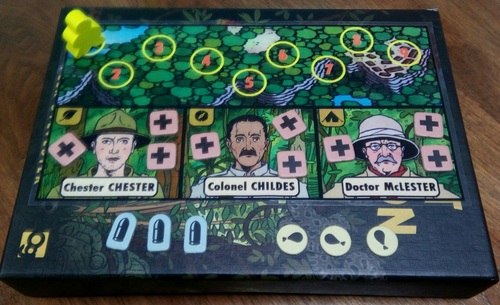 2 3 4 5 6 7 8 9
Chester CHESTER
Colonel CHILDES
Doctor McLESTER